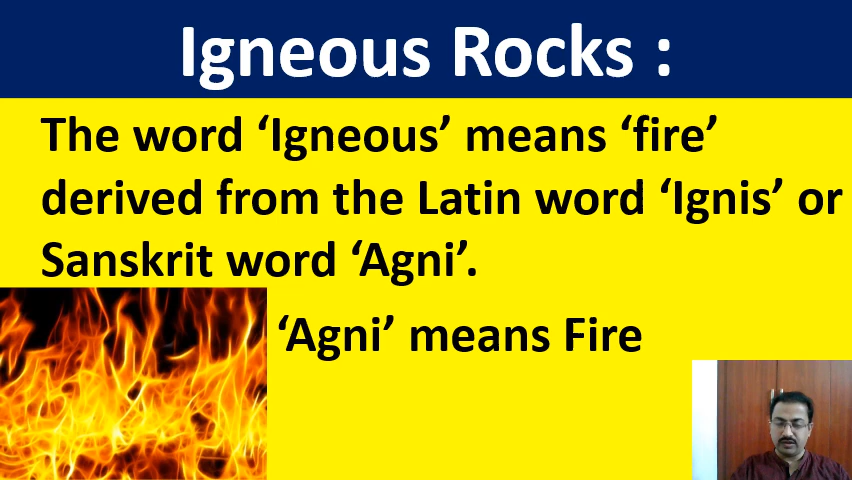 Igneous Rocks :
The word ‘Igneous’ means ‘fire’
derived from the Latin word ‘Ignis’ or
Sanskrit word ‘Agni’.
‘Agni’ means Fire